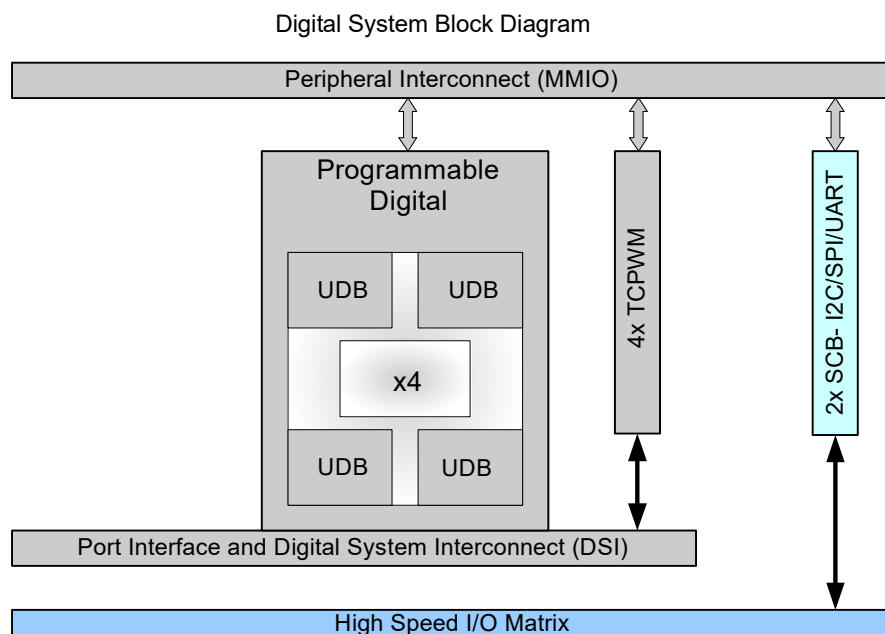 Digital System Block Diagram
Peripheral Interconnect (MMIO)
Programmable
Digital
UDB
UDB
x4
UDB
UDB
4x TCPWM
2x SCB- I2C/SPI/UART
Port Interface and Digital System Interconnect (DSI)
High Speed I/O Matrix